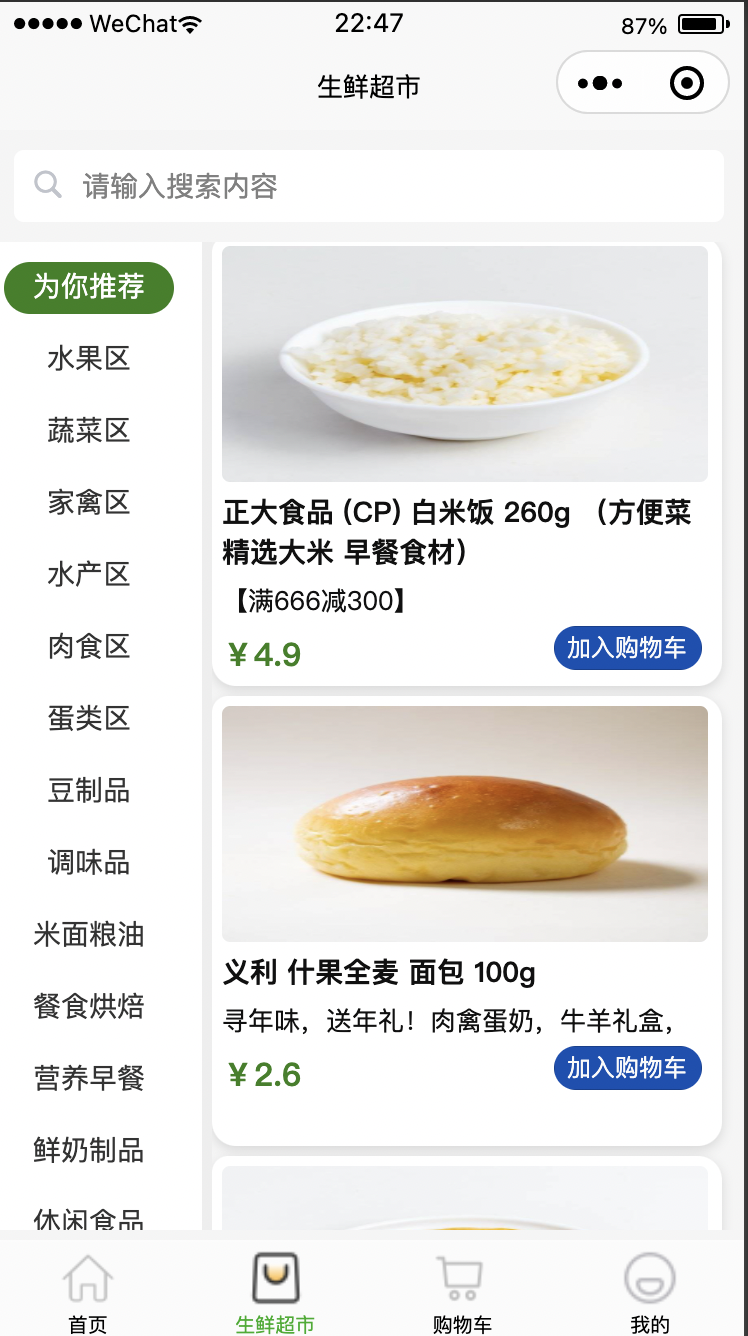 WeChat 22:47 87%
生鲜超市
请输入搜索内容
为你推荐
水果区
蔬菜区
家禽区
水产区
肉食区
蛋类区
豆制品
调味品
米面粮油
餐食烘焙
营养早餐
鲜奶制品
休闲食品
正大食品 (CP) 白米饭 260g （方便菜
精选大米 早餐食材）
【满666减300】
￥4.9 加入购物车
义利 什果全麦 面包 100g
寻年味，送年礼！肉禽蛋奶，牛羊礼盒，
￥2.6 加入购物车
首页 生鲜超市 购物车 我的